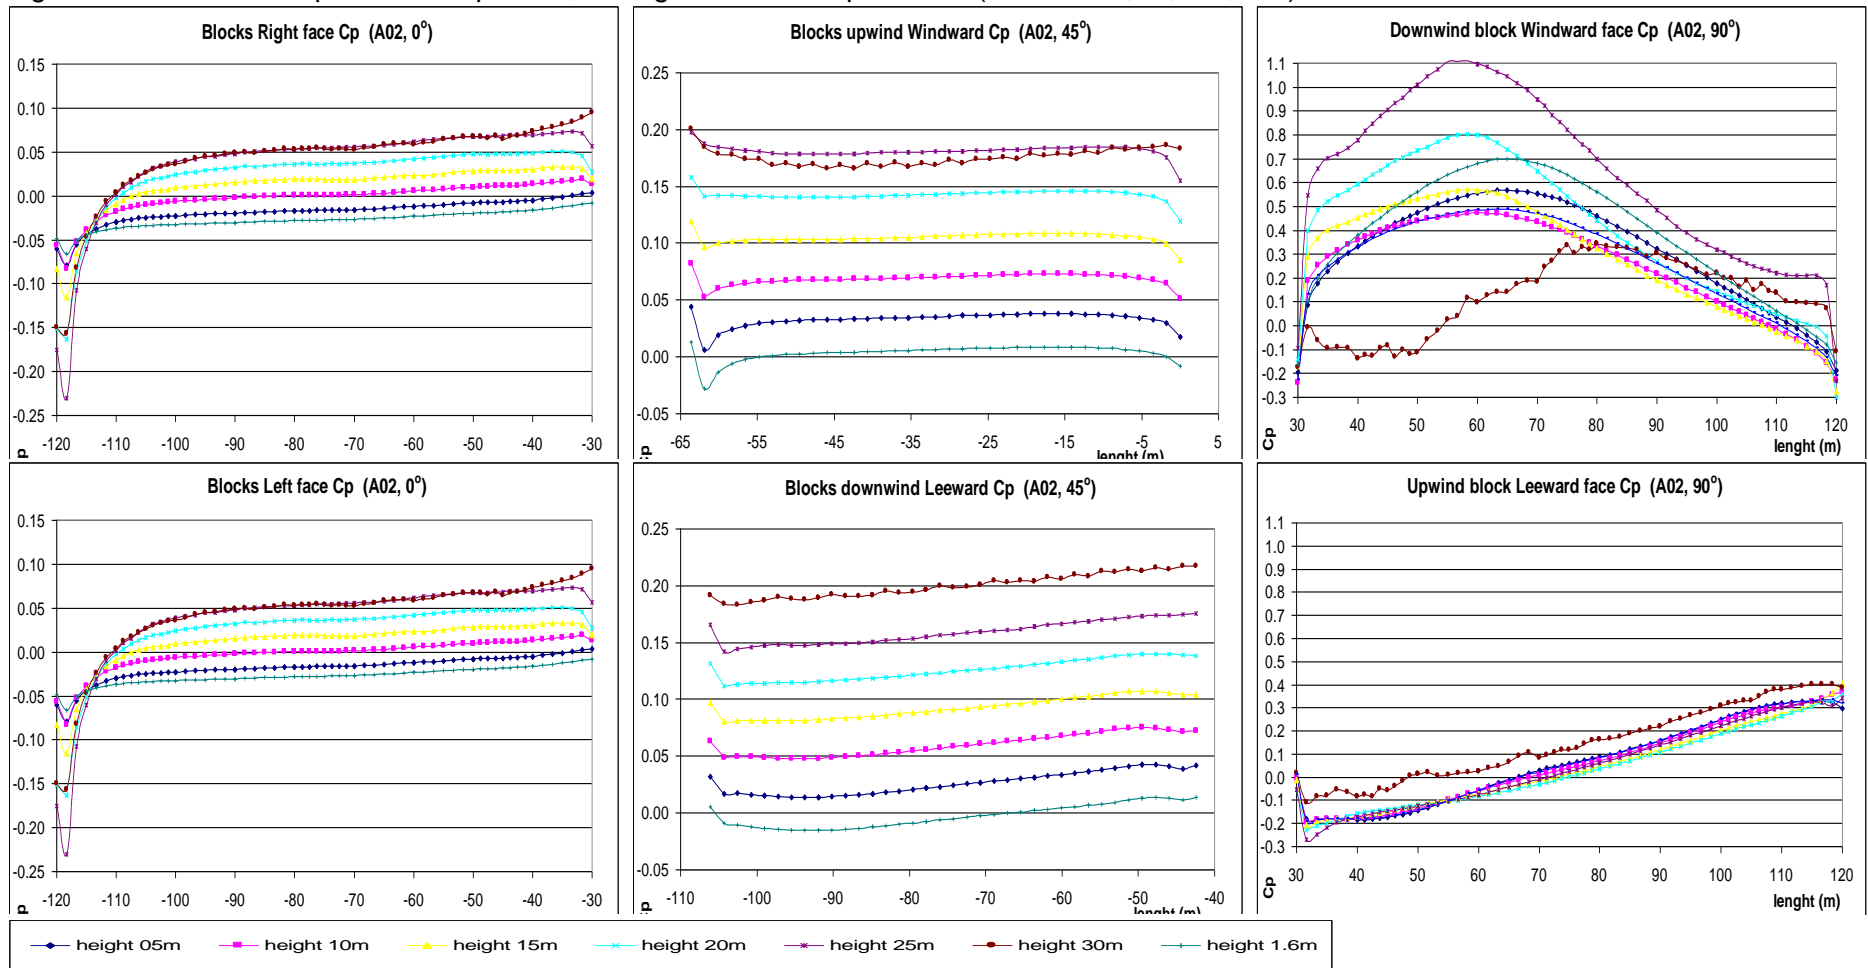 Blocks Right face Cp (A02, 0°)
0.15
0.10
0.05
0.00
-0.05
-0.10
-0.15
-0.20
-0.25
-120 -110 -100 -90 -80 -70 -60 -50 -40 -30
Blocks upwind Windward Cp (A02, 45°)
0.25
0.20
0.15
0.10
0.05
0.00
-0.05
-65 -55 -45 -35 -25 -15 -5 5
Cp
lenght (m)
Downwind block Windward face Cp (A02, 90°)
1.1
1.0
0.9
0.8
0.7
0.6
0.5
0.4
0.3
0.2
0.1
0.0
-0.1
-0.2
-0.3
30 40 50 60 70 80 90 100 110 120
Cp
lenght (m)
Blocks Left face Cp (A02, 0°)
0.15
0.10
0.05
0.00
-0.05
-0.10
-0.15
-0.20
-0.25
-120 -110 -100 -90 -80 -70 -60 -50 -40 -30
Blocks downwind Leeward Cp (A02, 45°)
0.25
0.20
0.15
0.10
0.05
0.00
-0.05
-110 -100 -90 -80 -70 -60 -50 -40
Cp
lenght (m)
Upwind block Leeward face Cp (A02, 90°)
1.1
1.0
0.9
0.8
0.7
0.6
0.5
0.4
0.3
0.2
0.1
0.0
-0.1
-0.2
-0.3
30 40 50 60 70 80 90 100 110 120
Cp
lenght (m)
height 05m height 10m height 15m height 20m height 25m height 30m height 1.6m